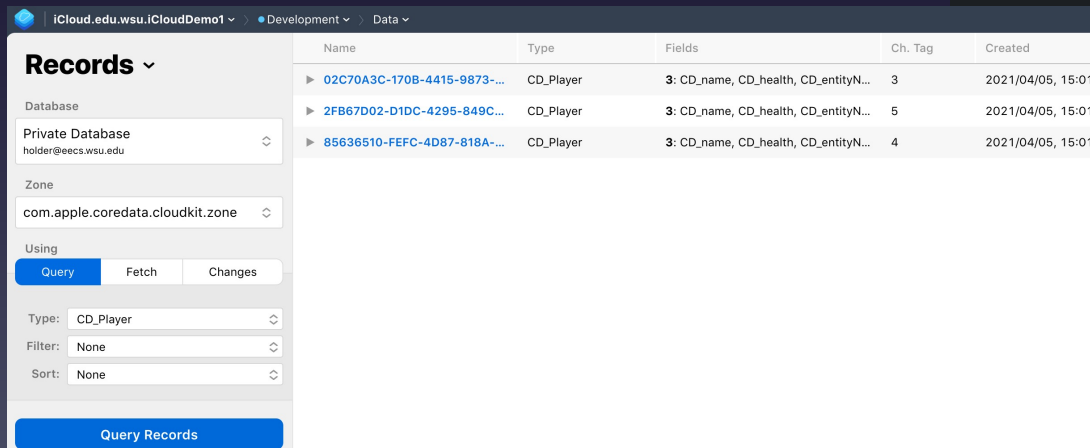 iCloud.edu.wsu.iCloudDemo1 Development Data
Records
Database
Private Database
holder@eecs.wsu.edu
Zone
com.apple.coredata.cloudkit.zone
Using
Query Fetch Changes
Type: CD_Player
Filter: None
Sort: None
Query Records
Name Type Fields Ch. Tag Created
02C70A3C-170B-4415-9873-... CD_Player 3: CD_name, CD_health, CD_entityN... 3 2021/04/05, 15:01
2FB67D02-D1DC-4295-849C... CD_Player 3: CD_name, CD_health, CD_entityN... 5 2021/04/05, 15:01
85636510-FEFC-4D87-818A-... CD_Player 3: CD_name, CD_health, CD_entityN... 4 2021/04/05, 15:01